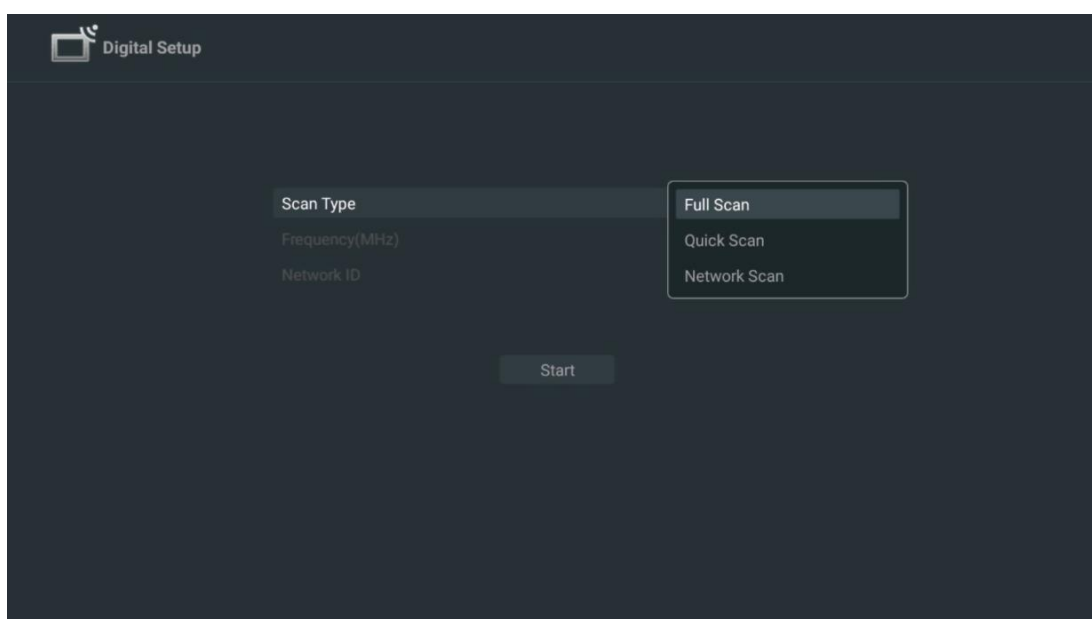 Digital Setup
Scan Type
Full Scan
Frequency(MHz)
Quick Scan
Network ID
Network Scan
Start